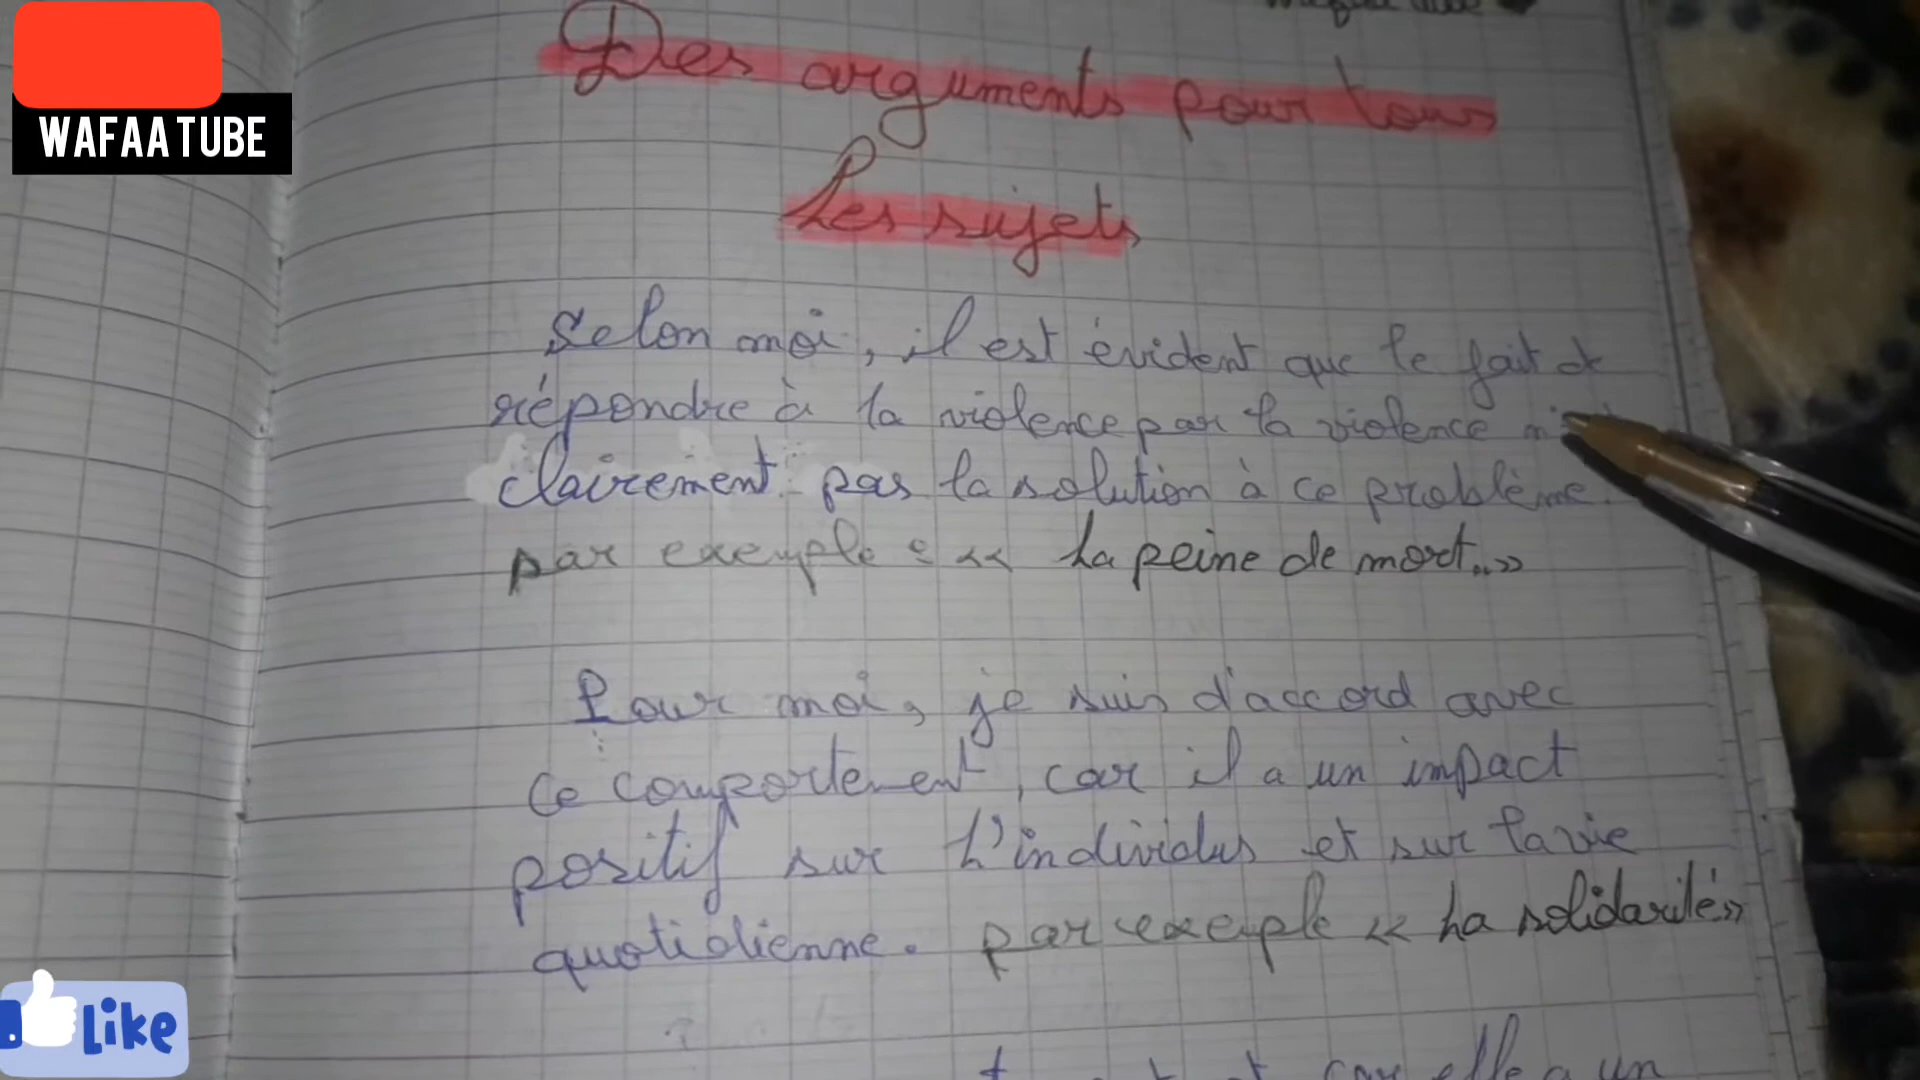 WAFAA TUBE
Des arguments pour tous
Les sujets
Selon moi, il est évident que le fait de
répondre à la violence par la violence
clairement pas la solution à ce problème.
par exemple : << La peine de mort..>>
Pour moi, je suis d'accord avec
ce comportement, car il a un impact
positif sur L'individus et sur la vie
quotidienne. par exemple << La solidarité>>
car elle a un
Like